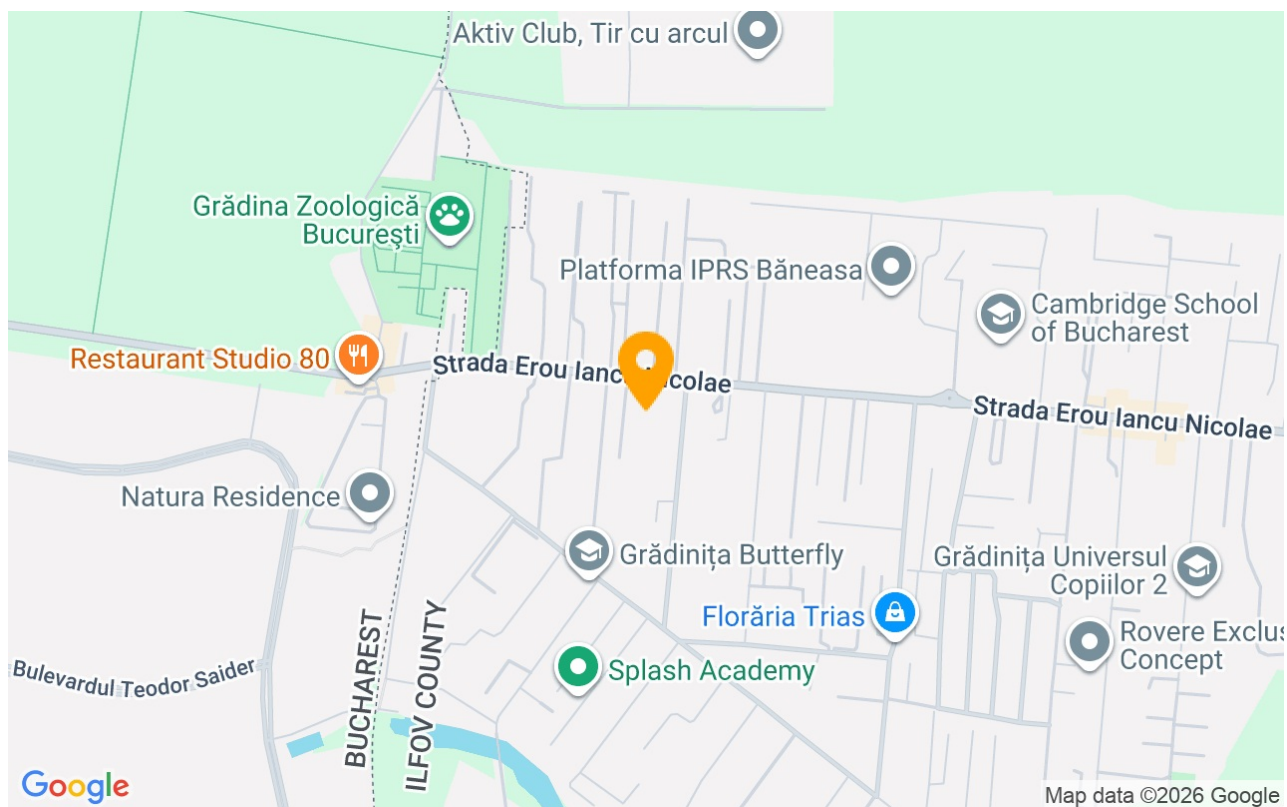 Aktiv Club, Tir cu arcul
Grădina Zoologică
București
Platforma IPRS Băneasa
Cambridge School
of Bucharest
Restaurant Studio 80
Strada Erou Iancu Nicolae
Strada Erou Iancu Nicolae
Natura Residence
Grădinița Butterfly
Grădinița Universul
Copiilor 2
Florăria Trias
Rovere Exclus
Concept
Splash Academy
Bulevardul Teodor Saider
BUCHAREST
ILFOV COUNTY
Google
Map data ©2026 Google